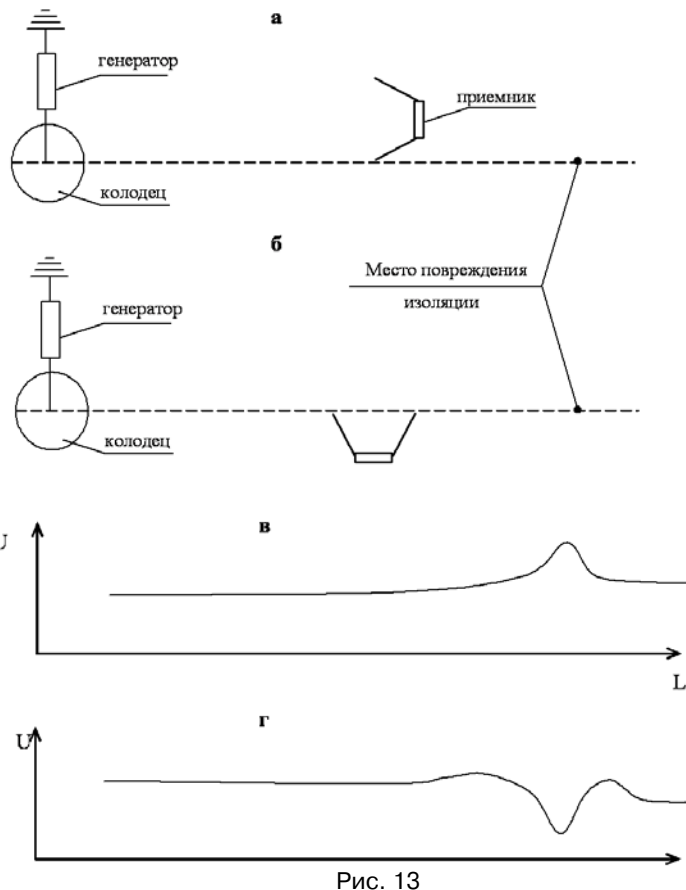 а
генератор
приемник
колодец
б
Место повреждения
изоляции
генератор
колодец
в
U
L
г
U
Рис. 13